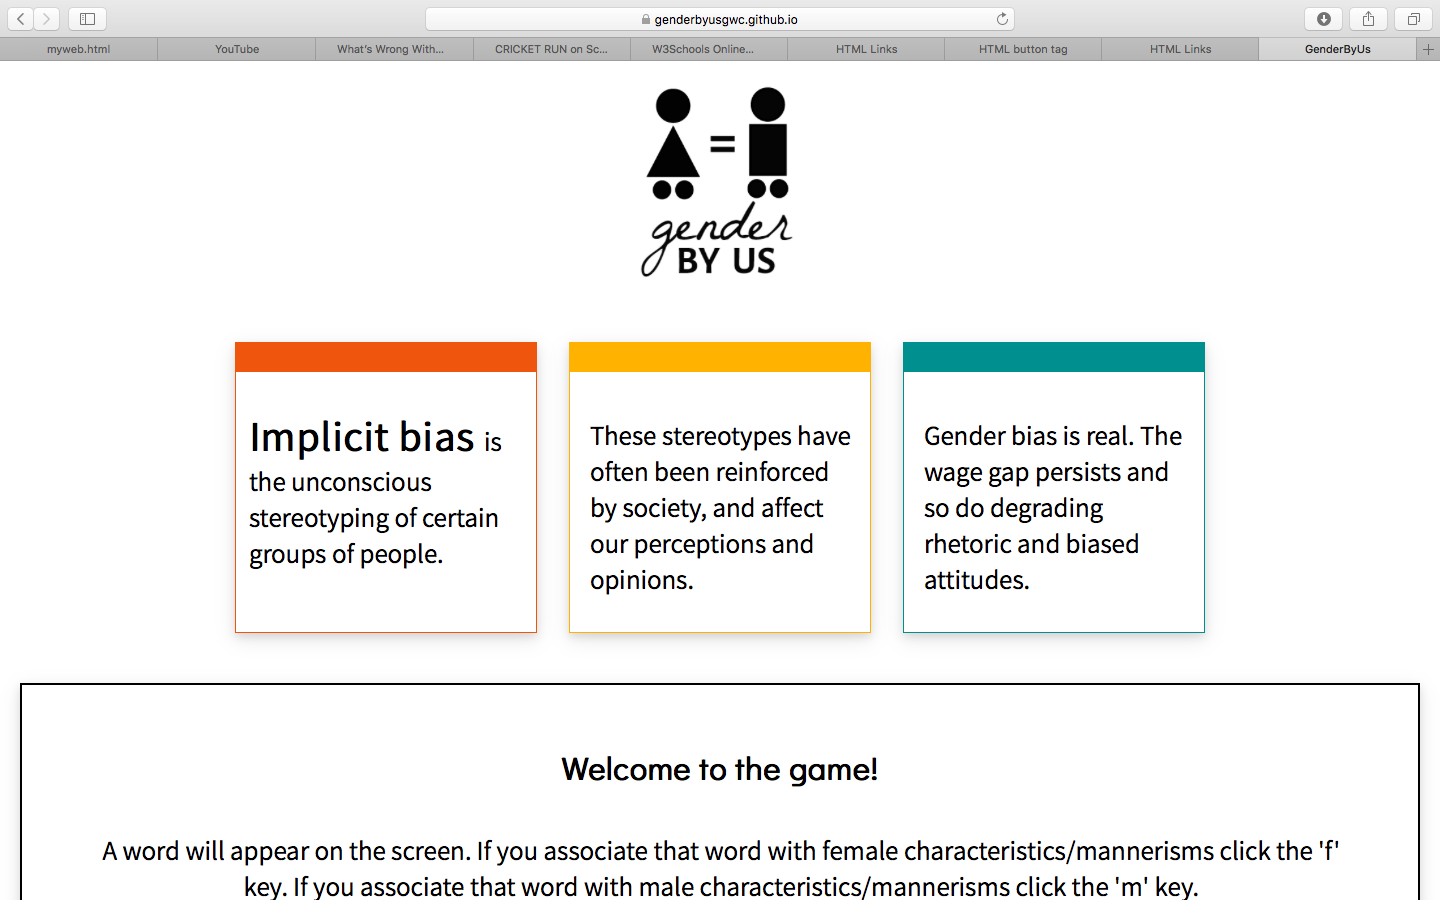 genderbyusgwc.github.io
myweb.html
YouTube
What's Wrong With...
CRICKET RUN on Sc...
W3Schools Online...
HTML Links
HTML button tag
HTML Links
GenderByUs
=
gender
BY US
Implicit bias is
the unconscious
stereotyping of certain
groups of people.
These stereotypes have
often been reinforced
by society, and affect
our perceptions and
opinions.
Gender bias is real. The
wage gap persists and
so do degrading
rhetoric and biased
attitudes.
Welcome to the game!
A word will appear on the screen. If you associate that word with female characteristics/mannerisms click the 'f'
key. If you associate that word with male characteristics/mannerisms click the 'm' key.